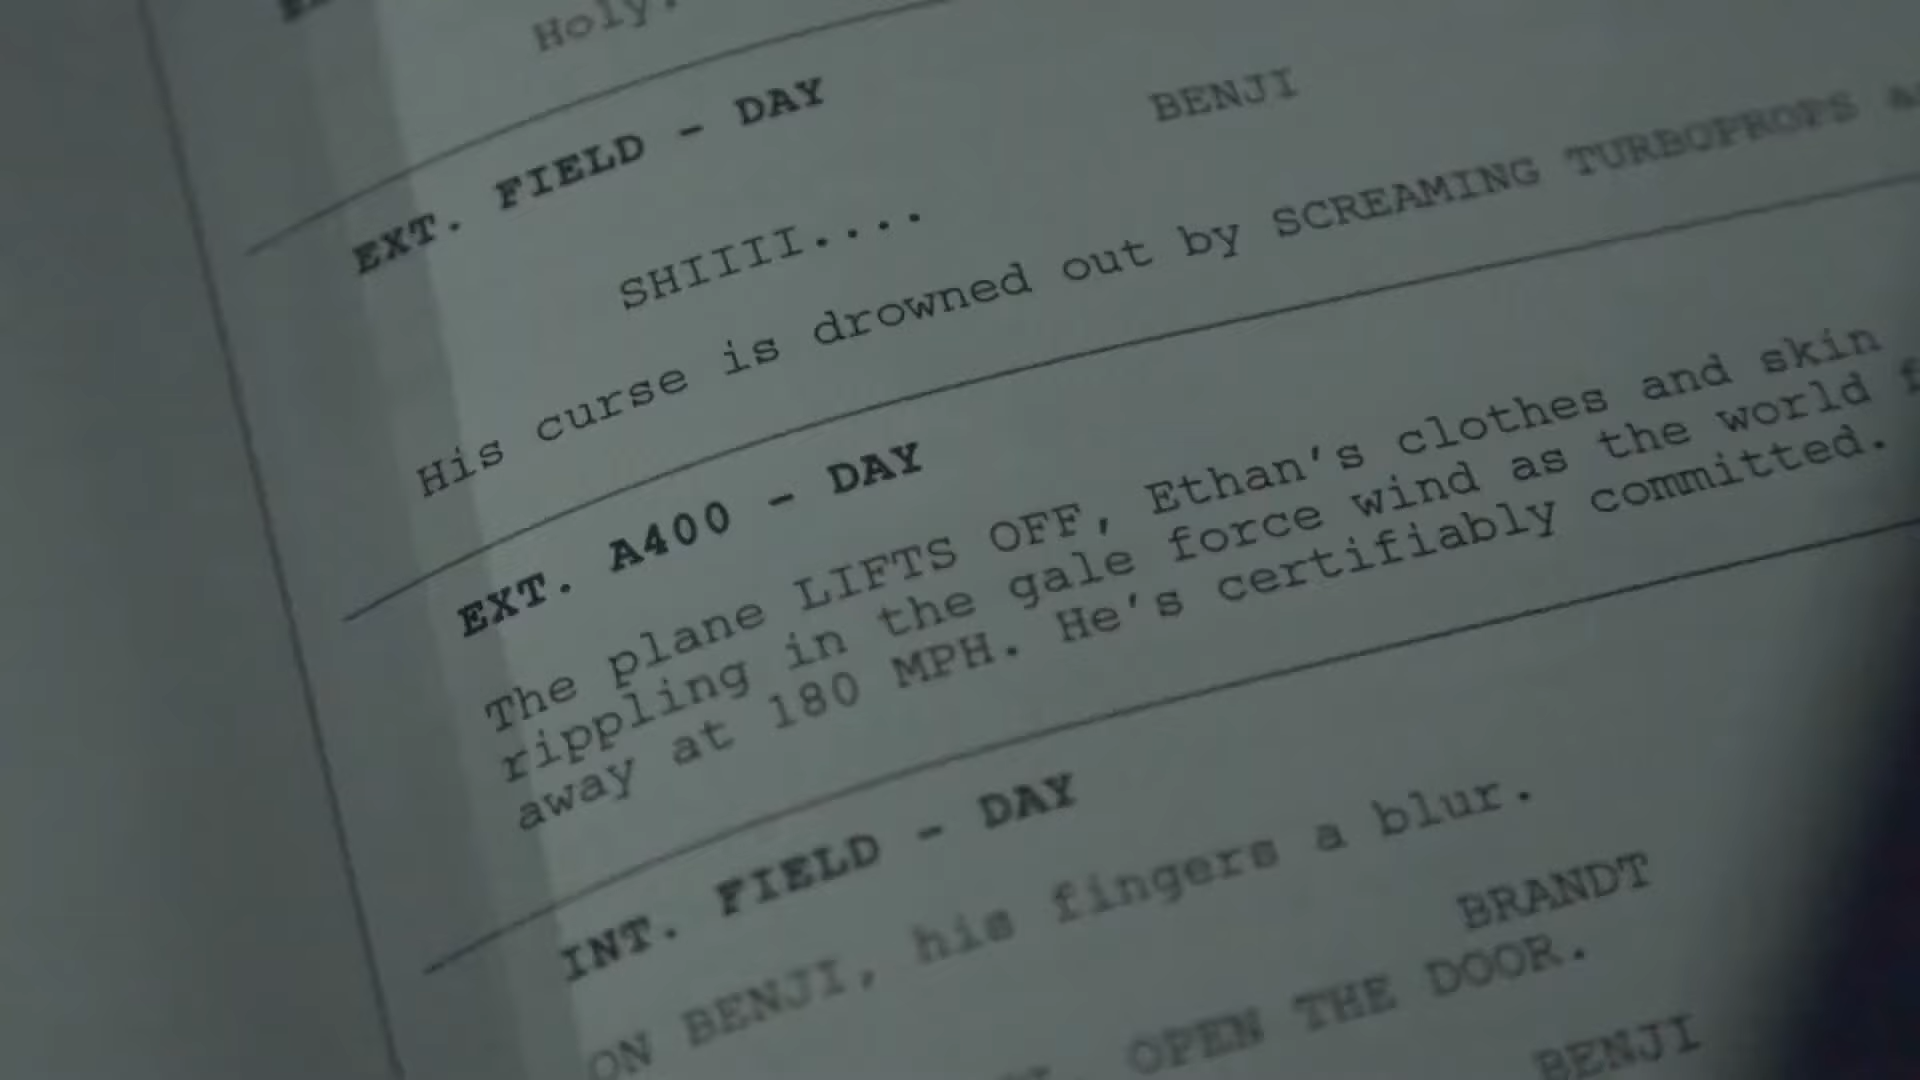 Holy.
EXT. FIELD - DAY
BENJI
SHIIII....
His curse is drowned out by SCREAMING TURBOPROPS
EXT. A400 - DAY
The plane LIFTS OFF, Ethan's clothes and skin
rippling in the gale force wind as the world
away at 180 MPH. He's certifiably committed.
INT. FIELD - DAY
ON BENJI, his fingers a blur.
BRANDT
OPEN THE DOOR.
BENJI